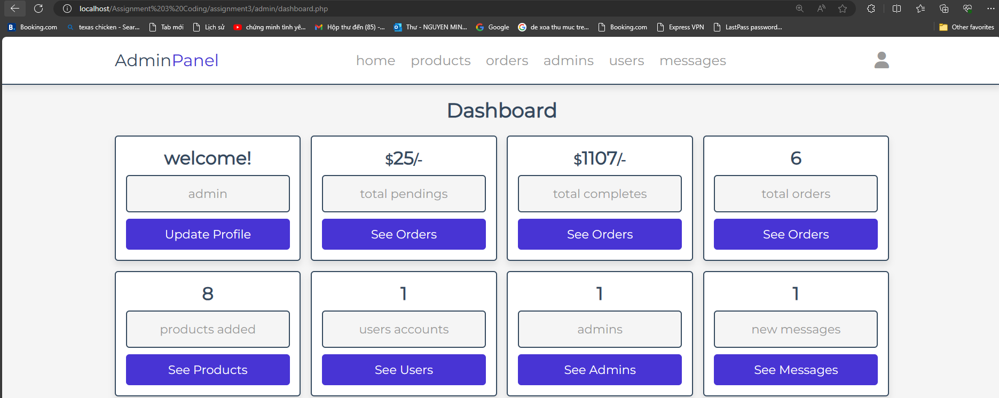 localhost/Assignment%203%20Coding/assignment3/admin/dashboard.php
B. Booking.com texas chicken - Sear... Tab mới Lịch sử chứng minh tình yê... Hộp thư đến (85) -... Thư - NGUYEN MIN... Google de xoa thu muc tre... Booking.com Express VPN LastPass password... Other favorites
AdminPanel home products orders admins users messages
Dashboard
welcome!
admin
Update Profile
$25/-
total pendings
See Orders
$1107/-
total completes
See Orders
6
total orders
See Orders
8
products added
See Products
1
users accounts
See Users
1
admins
See Admins
1
new messages
See Messages